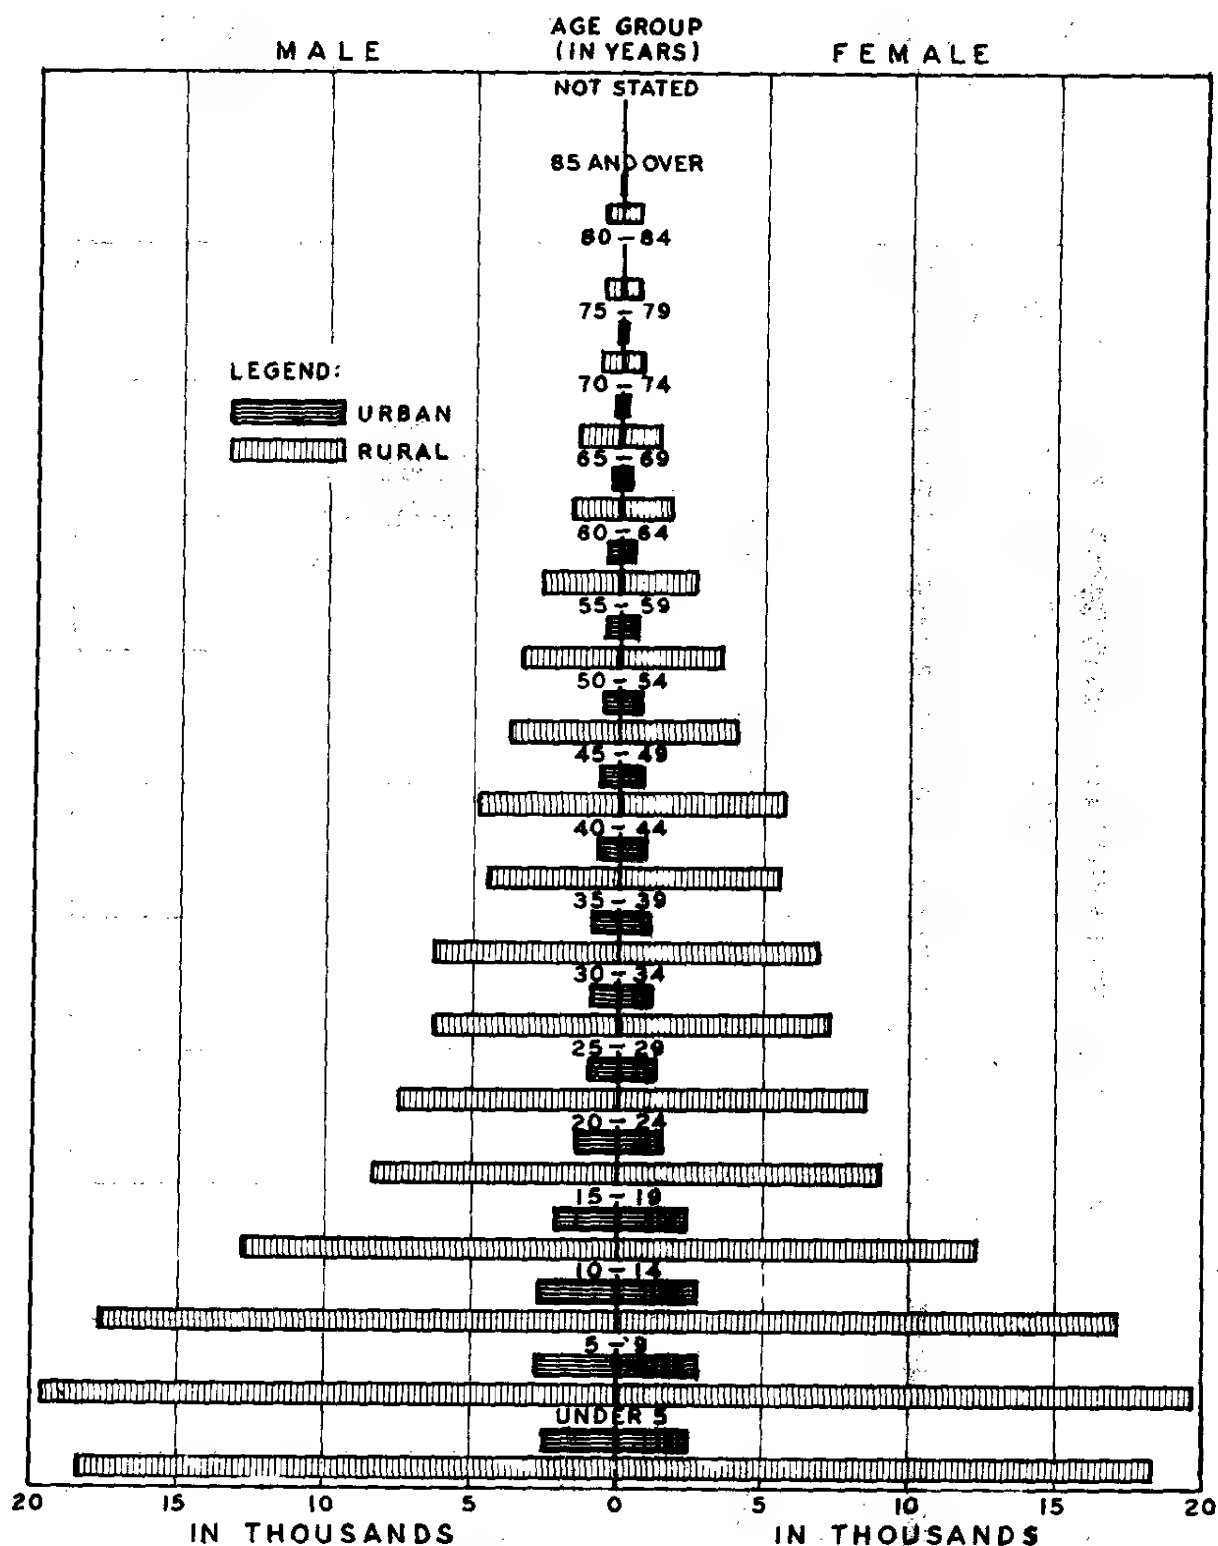 MALE
AGE GROUP
(IN YEARS)
FEMALE
NOT STATED
85 AND OVER
80 - 84
75 - 79
70 - 74
LEGEND:
URBAN
RURAL
65 - 69
60 - 64
55 - 59
50 - 54
45 - 49
40 - 44
35 - 39
30 - 34
25 - 29
20 - 24
15 - 19
10 - 14
5 - 9
UNDER 5
20 15 10 5 0 5 10 15 20
IN THOUSANDS IN THOUSANDS